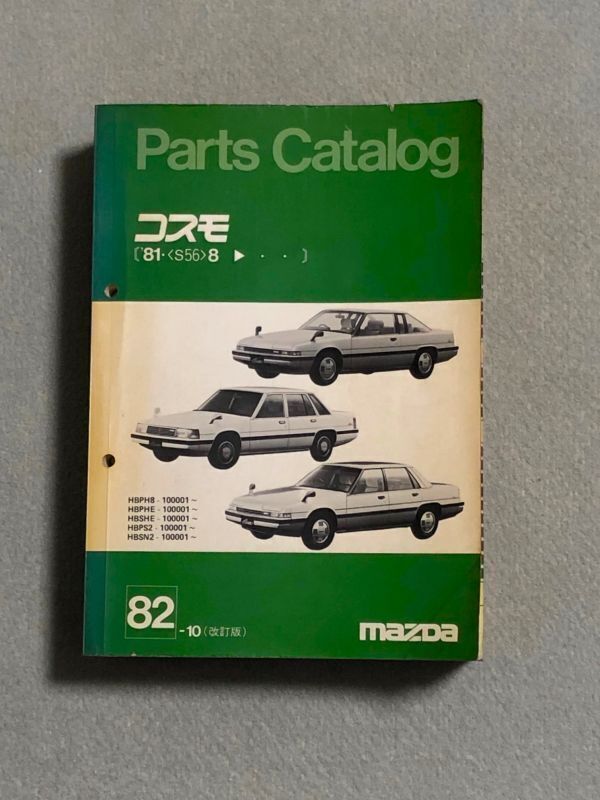 Parts Catalog
コスモ
['81·<S56>8 ▶ · · ]
HBPH8 - 100001~
HBPHE - 100001~
HBSHE - 100001~
HBPS2 - 100001~
HBSN2 - 100001~
82-10(改訂版)
mazda